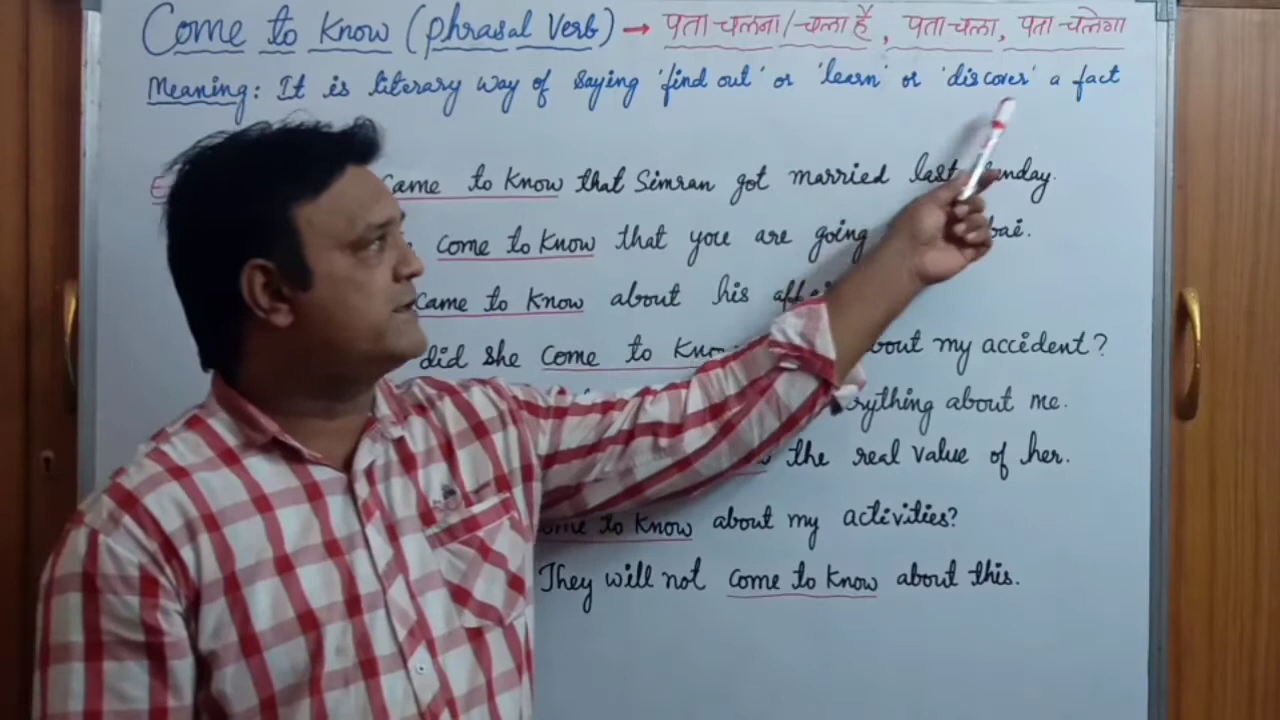 Come to Know (phrasal Verb) → पता चलना/चला है, पता चला, पता चलेगा
Meaning: It is literary way of saying 'find out' or 'learn' or 'discover' a fact
came to know that Simran got married last Sunday.
come to know that you are going
came to know about his
did she come to about my accident?
about me.
the real value of her.
come to know about my activities?
They will not come to know about this.